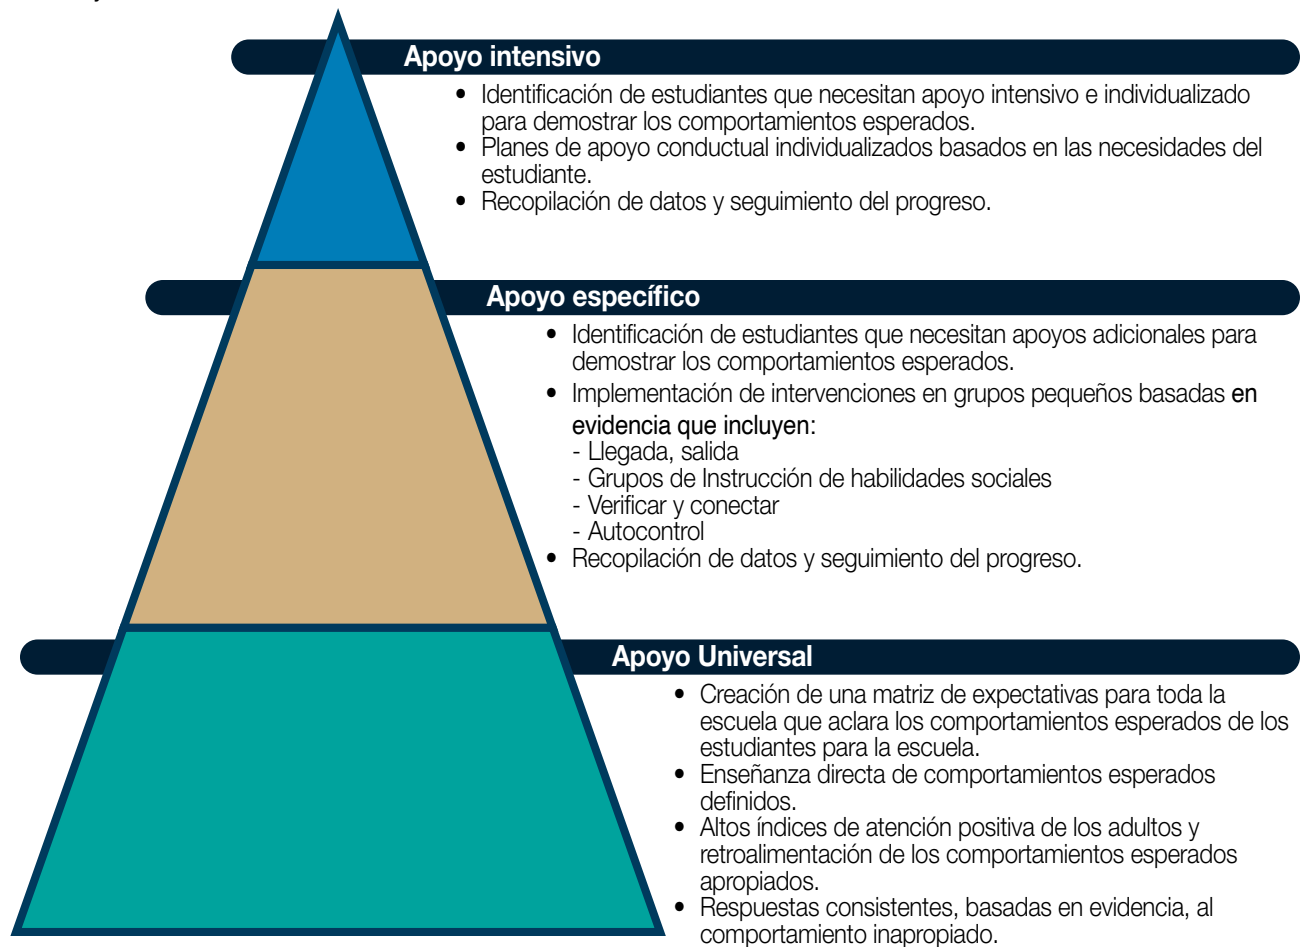 Apoyo intensivo
• Identificación de estudiantes que necesitan apoyo intensivo e individualizado
para demostrar los comportamientos esperados.
• Planes de apoyo conductual individualizados basados en las necesidades del
estudiante.
• Recopilación de datos y seguimiento del progreso.
Apoyo específico
• Identificación de estudiantes que necesitan apoyos adicionales para
demostrar los comportamientos esperados.
• Implementación de intervenciones en grupos pequeños basadas en
evidencia que incluyen:
- Llegada, salida
- Grupos de Instrucción de habilidades sociales
- Verificar y conectar
- Autocontrol
• Recopilación de datos y seguimiento del progreso.
Apoyo Universal
• Creación de una matriz de expectativas para toda la
escuela que aclara los comportamientos esperados de los
estudiantes para la escuela.
• Enseñanza directa de comportamientos esperados
definidos.
• Altos índices de atención positiva de los adultos y
retroalimentación de los comportamientos esperados
apropiados.
• Respuestas consistentes, basadas en evidencia, al
comportamiento inapropiado.